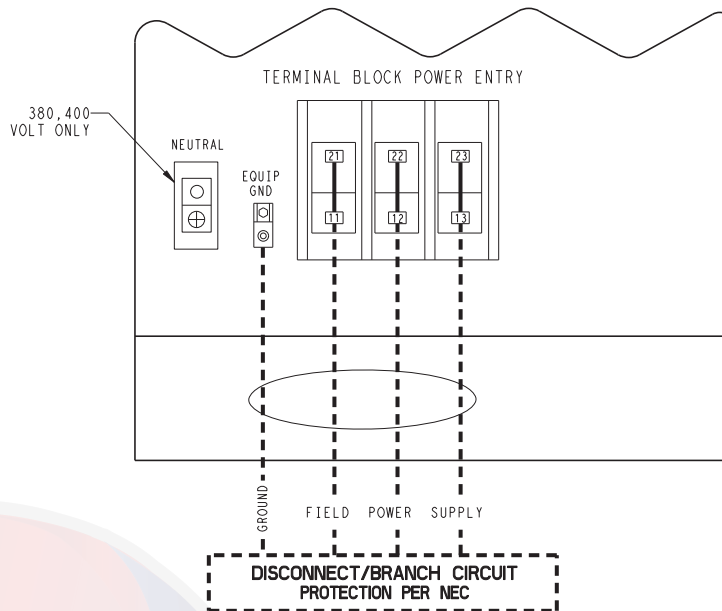 TERMINAL BLOCK POWER ENTRY
380,400
VOLT ONLY
NEUTRAL
EQUIP
GND
21 22 23
11 12 13
GROUND
FIELD POWER SUPPLY
DISCONNECT/BRANCH CIRCUIT
PROTECTION PER NEC